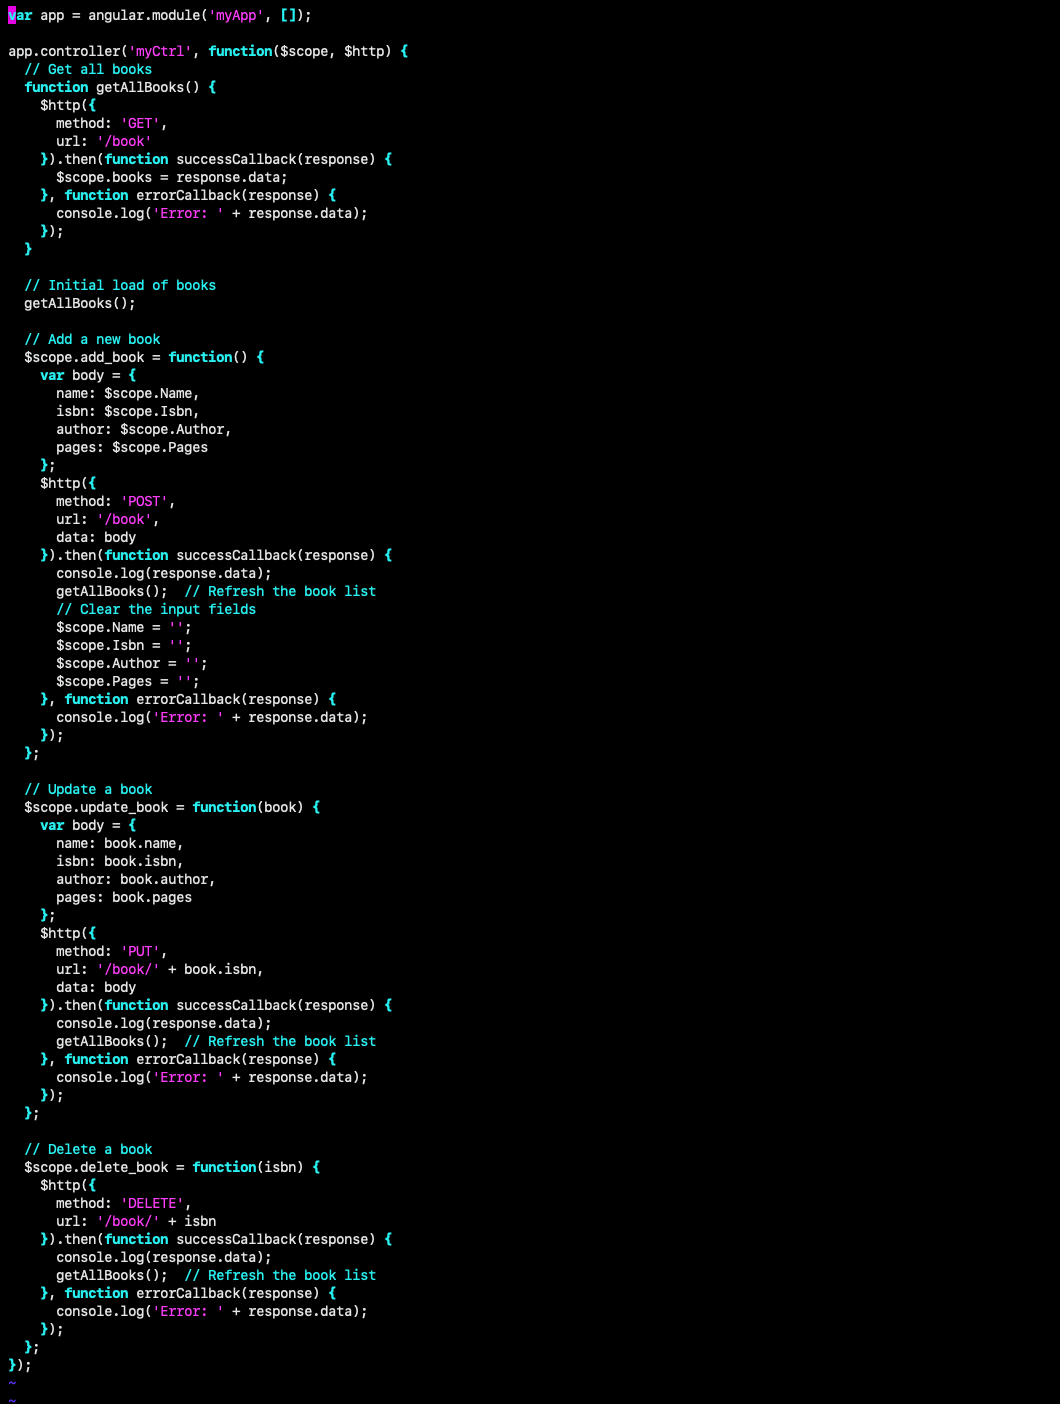 var app = angular.module('myApp', []);

app.controller('myCtrl', function($scope, $http) {
  // Get all books
  function getAllBooks() {
    $http({
      method: 'GET',
      url: '/book'
    }).then(function successCallback(response) {
      $scope.books = response.data;
    }, function errorCallback(response) {
      console.log('Error: ' + response.data);
    });
  }

  // Initial load of books
  getAllBooks();

  // Add a new book
  $scope.add_book = function() {
    var body = {
      name: $scope.Name,
      isbn: $scope.Isbn,
      author: $scope.Author,
      pages: $scope.Pages
    };
    $http({
      method: 'POST',
      url: '/book',
      data: body
    }).then(function successCallback(response) {
      console.log(response.data);
      getAllBooks();  // Refresh the book list
      // Clear the input fields
      $scope.Name = '';
      $scope.Isbn = '';
      $scope.Author = '';
      $scope.Pages = '';
    }, function errorCallback(response) {
      console.log('Error: ' + response.data);
    });
  };

  // Update a book
  $scope.update_book = function(book) {
    var body = {
      name: book.name,
      isbn: book.isbn,
      author: book.author,
      pages: book.pages
    };
    $http({
      method: 'PUT',
      url: '/book/' + book.isbn,
      data: body
    }).then(function successCallback(response) {
      console.log(response.data);
      getAllBooks();  // Refresh the book list
    }, function errorCallback(response) {
      console.log('Error: ' + response.data);
    });
  };

  // Delete a book
  $scope.delete_book = function(isbn) {
    $http({
      method: 'DELETE',
      url: '/book/' + isbn
    }).then(function successCallback(response) {
      console.log(response.data);
      getAllBooks();  // Refresh the book list
    }, function errorCallback(response) {
      console.log('Error: ' + response.data);
    });
  };
});
~
~